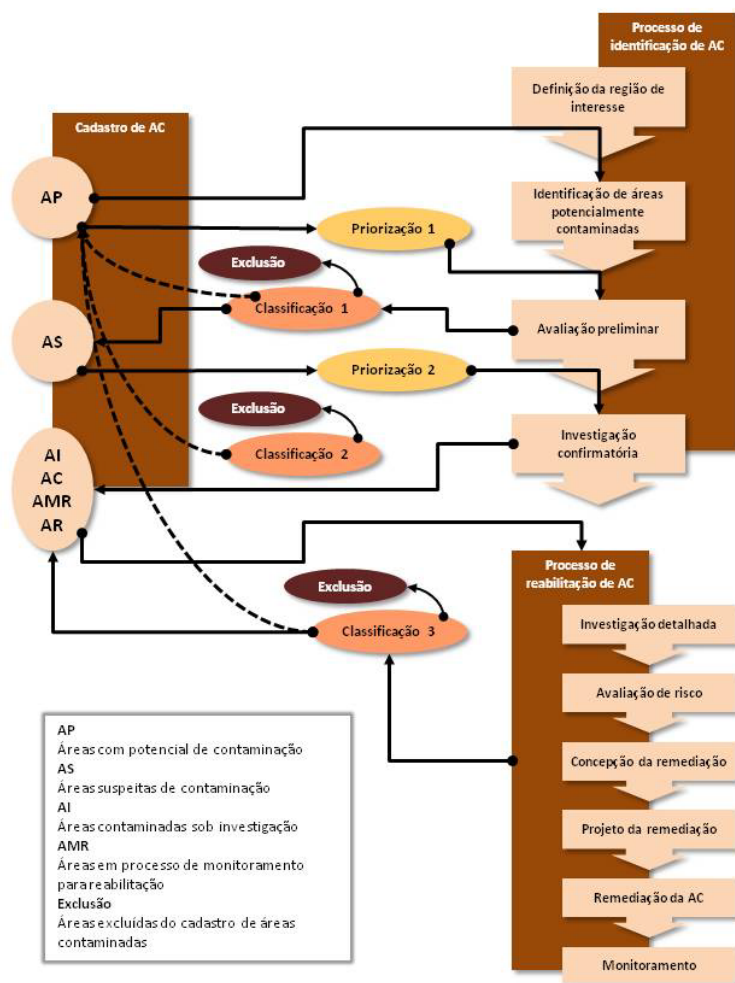 Processo de
identificação de AC
Definição da região de
interesse
Cadastro de AC
AP
Identificação de áreas
potencialmente
contaminadas
Priorização 1
Exclusão
Classificação 1
Avaliação preliminar
AS
Priorização 2
Exclusão
Classificação 2
Investigação
confirmatória
AI
AC
AMR
AR
Processo de
reabilitação de AC
Exclusão
Classificação 3
Investigação detalhada
Avaliação de risco
Concepção da remediação
Projeto da remediação
Remediação da AC
Monitoramento
AP
Áreas com potencial de contaminação
AS
Áreas suspeitas de contaminação
AI
Áreas contaminadas sob investigação
AMR
Áreas em processo de monitoramento
para reabilitação
Exclusão
Áreas excluídas do cadastro de áreas
contaminadas